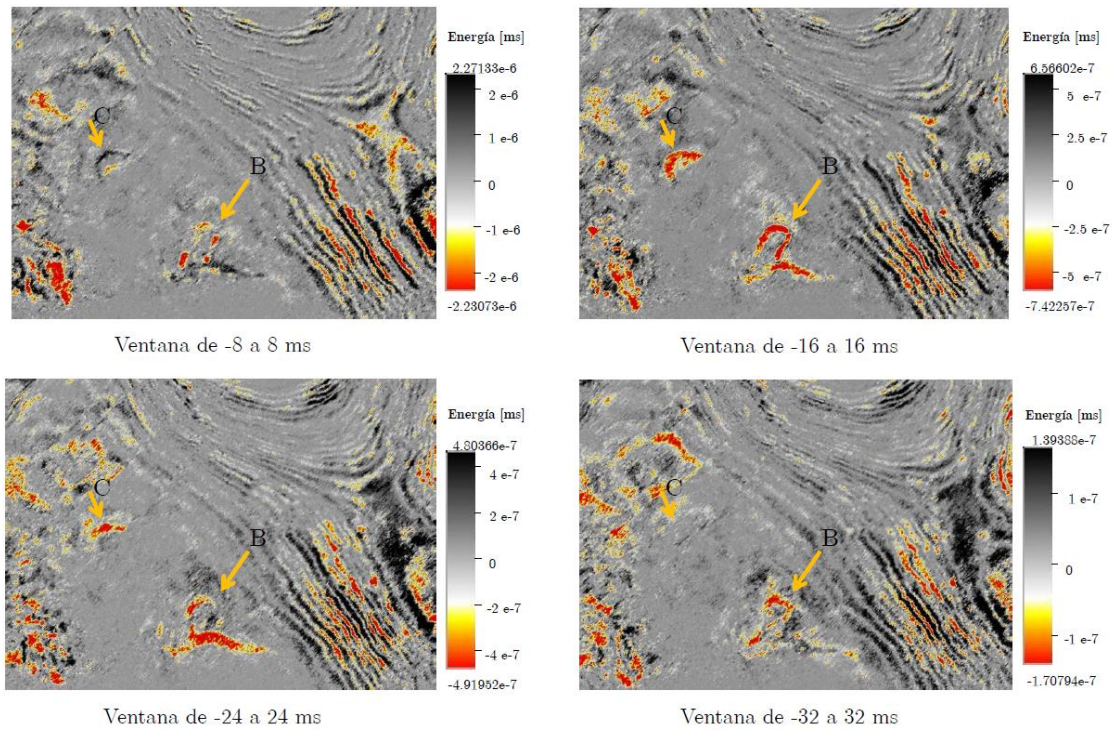 Energía [ms]
2.27133e-6
2 e-6
1 e-6
0
-1 e-6
-2 e-6
-2.23073e-6
C
B
Ventana de -8 a 8 ms
Energía [ms]
6.56602e-7
5 e-7
2.5 e-7
0
-2.5 e-7
-5 e-7
-7.42257e-7
C
B
Ventana de -16 a 16 ms
Energía [ms]
4.80366e-7
4 e-7
2 e-7
0
-2 e-7
-4 e-7
-4.91952e-7
C
B
Ventana de -24 a 24 ms
Energía [ms]
1.39388e-7
1 e-7
0
-1 e-7
-1.70794e-7
C
B
Ventana de -32 a 32 ms